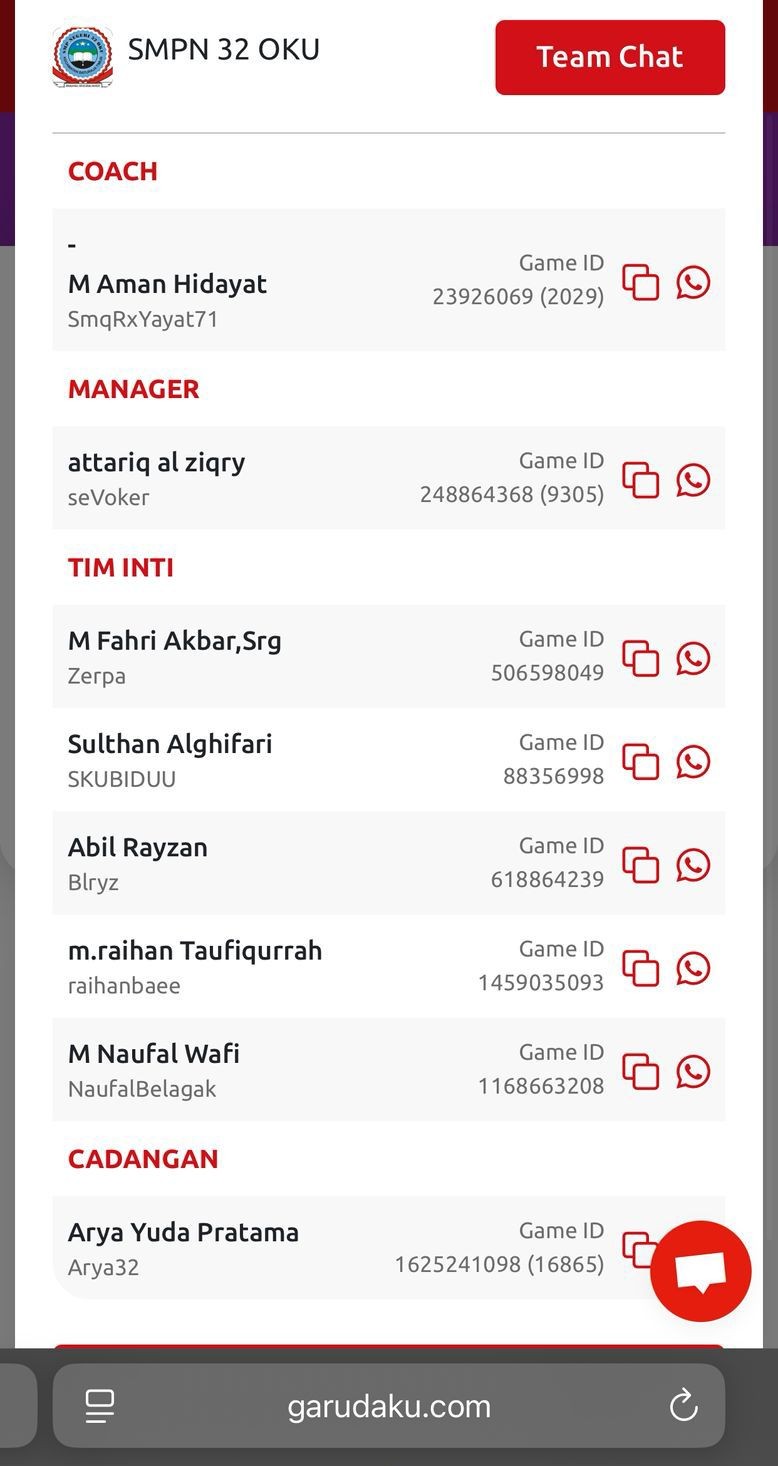 SMPN 32 OKU
Team Chat
COACH
-
M Aman Hidayat
SmqRxYayat71
Game ID
23926069 (2029)
MANAGER
attariq al ziqry
seVoker
Game ID
248864368 (9305)
TIM INTI
M Fahri Akbar,Srg
Zerpa
Game ID
506598049
Sulthan Alghifari
SKUBIDUU
Game ID
88356998
Abil Rayzan
Blryz
Game ID
618864239
m.raihan Taufiqurrah
raihanbaee
Game ID
1459035093
M Naufal Wafi
NaufalBelagak
Game ID
1168663208
CADANGAN
Arya Yuda Pratama
Arya32
Game ID
1625241098 (16865)
garudaku.com